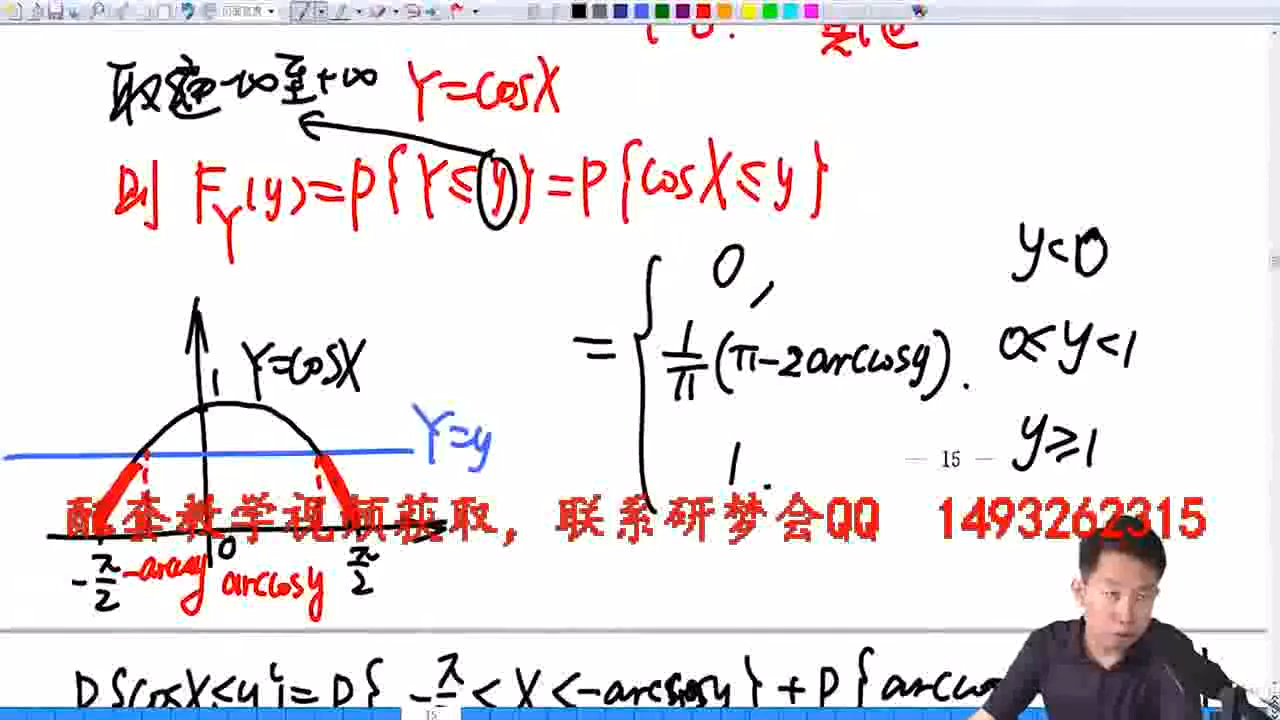 取遍-∞至+∞ Y=cosX
则 F_Y(y)=P{Y≤y}=P{cosX≤y}
= { 0, y<0
1/π(π-2arccosy). 0≤y<1
1. y≥1
1 Y=cosX
Y=y
— 15 —
配套教学视频获取，联系研梦会QQ 1493262315
-π/2 -arccosy 0 arccosy π/2
P{cosX≤y}=P{-π/2<X<-arccosy}+P{arccos
15